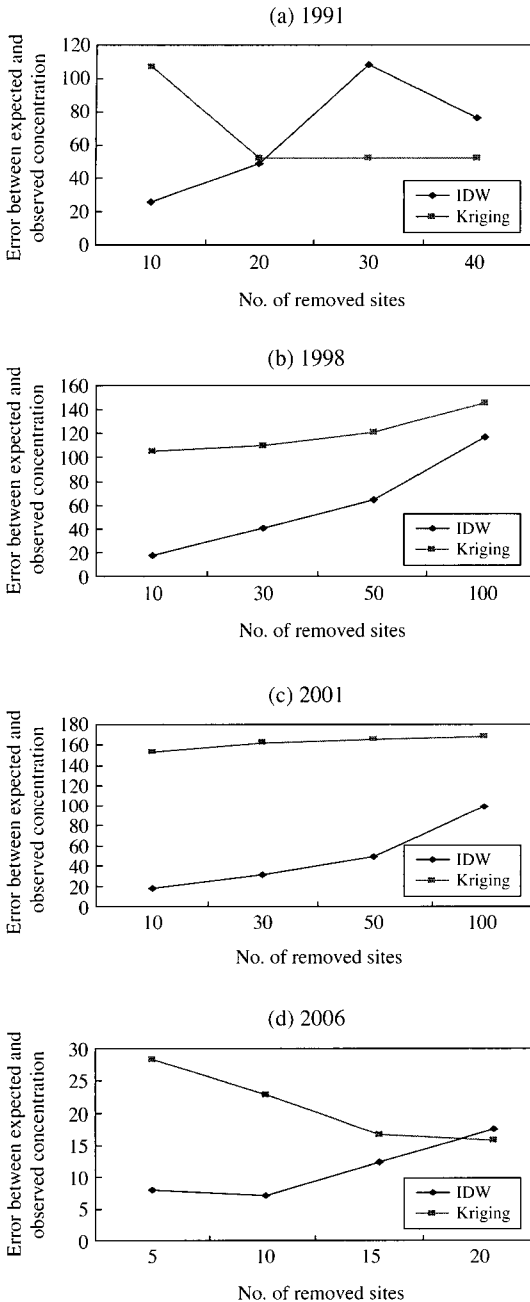 (a) 1991
Error between expected and
observed concentration
120
100
80
60
40
20
0
IDW
Kriging
10 20 30 40
No. of removed sites
(b) 1998
Error between expected and
observed concentration
160
140
120
100
80
60
40
20
0
IDW
Kriging
10 30 50 100
No. of removed sites
(c) 2001
Error between expected and
observed concentration
180
160
140
120
100
80
60
40
20
0
IDW
Kriging
10 30 50 100
No. of removed sites
(d) 2006
Error between expected and
observed concentration
30
25
20
15
10
5
0
IDW
Kriging
5 10 15 20
No. of removed sites